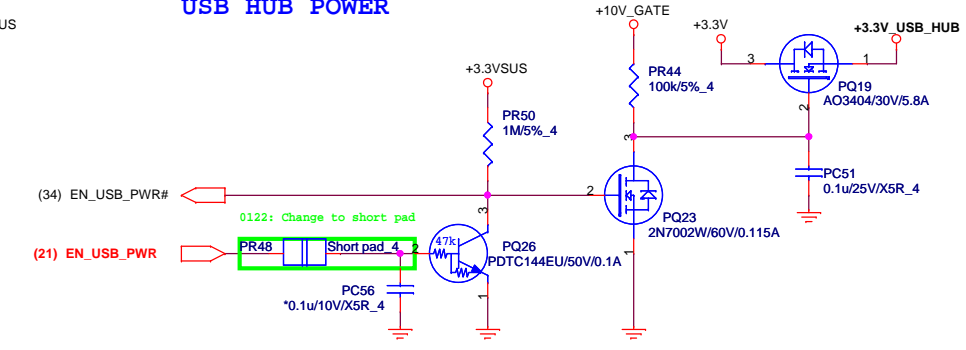 USB HUB POWER
US
+10V_GATE
+3.3V
+3.3V_USB_HUB
3
1
PQ19
AO3404/30V/5.8A
2
+3.3VSUS
PR44
100k/5%_4
PR50
1M/5%_4
3
PC51
0.1u/25V/X5R_4
(34) EN_USB_PWR#
2
PQ23
2N7002W/60V/0.115A
1
0122: Change to short pad
3
(21) EN_USB_PWR
PR48
Short pad_4
2
47k
PQ26
PDTC144EU/50V/0.1A
1
PC56
*0.1u/10V/X5R_4